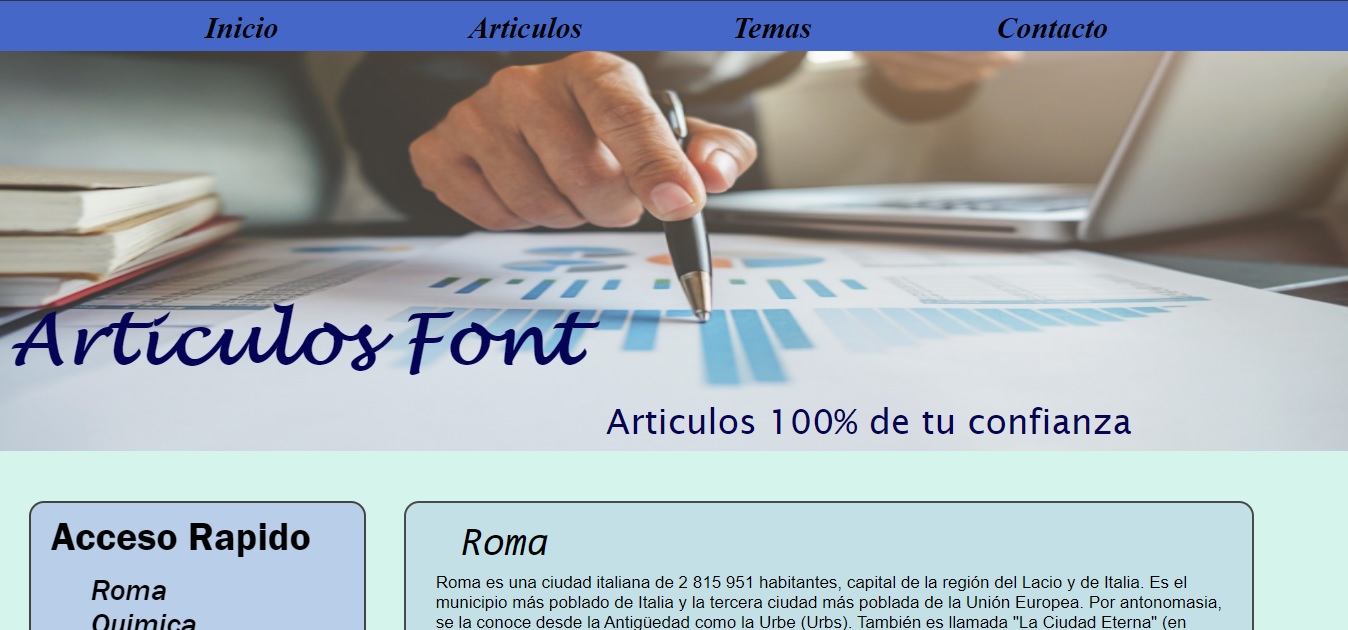 Inicio Articulos Temas Contacto
Articulos Font
Articulos 100% de tu confianza
Acceso Rapido
Roma
Quimica
Roma
Roma es una ciudad italiana de 2 815 951 habitantes, capital de la región del Lacio y de Italia. Es el
municipio más poblado de Italia y la tercera ciudad más poblada de la Unión Europea. Por antonomasia,
se la conoce desde la Antigüedad como la Urbe (Urbs). También es llamada "La Ciudad Eterna" (en